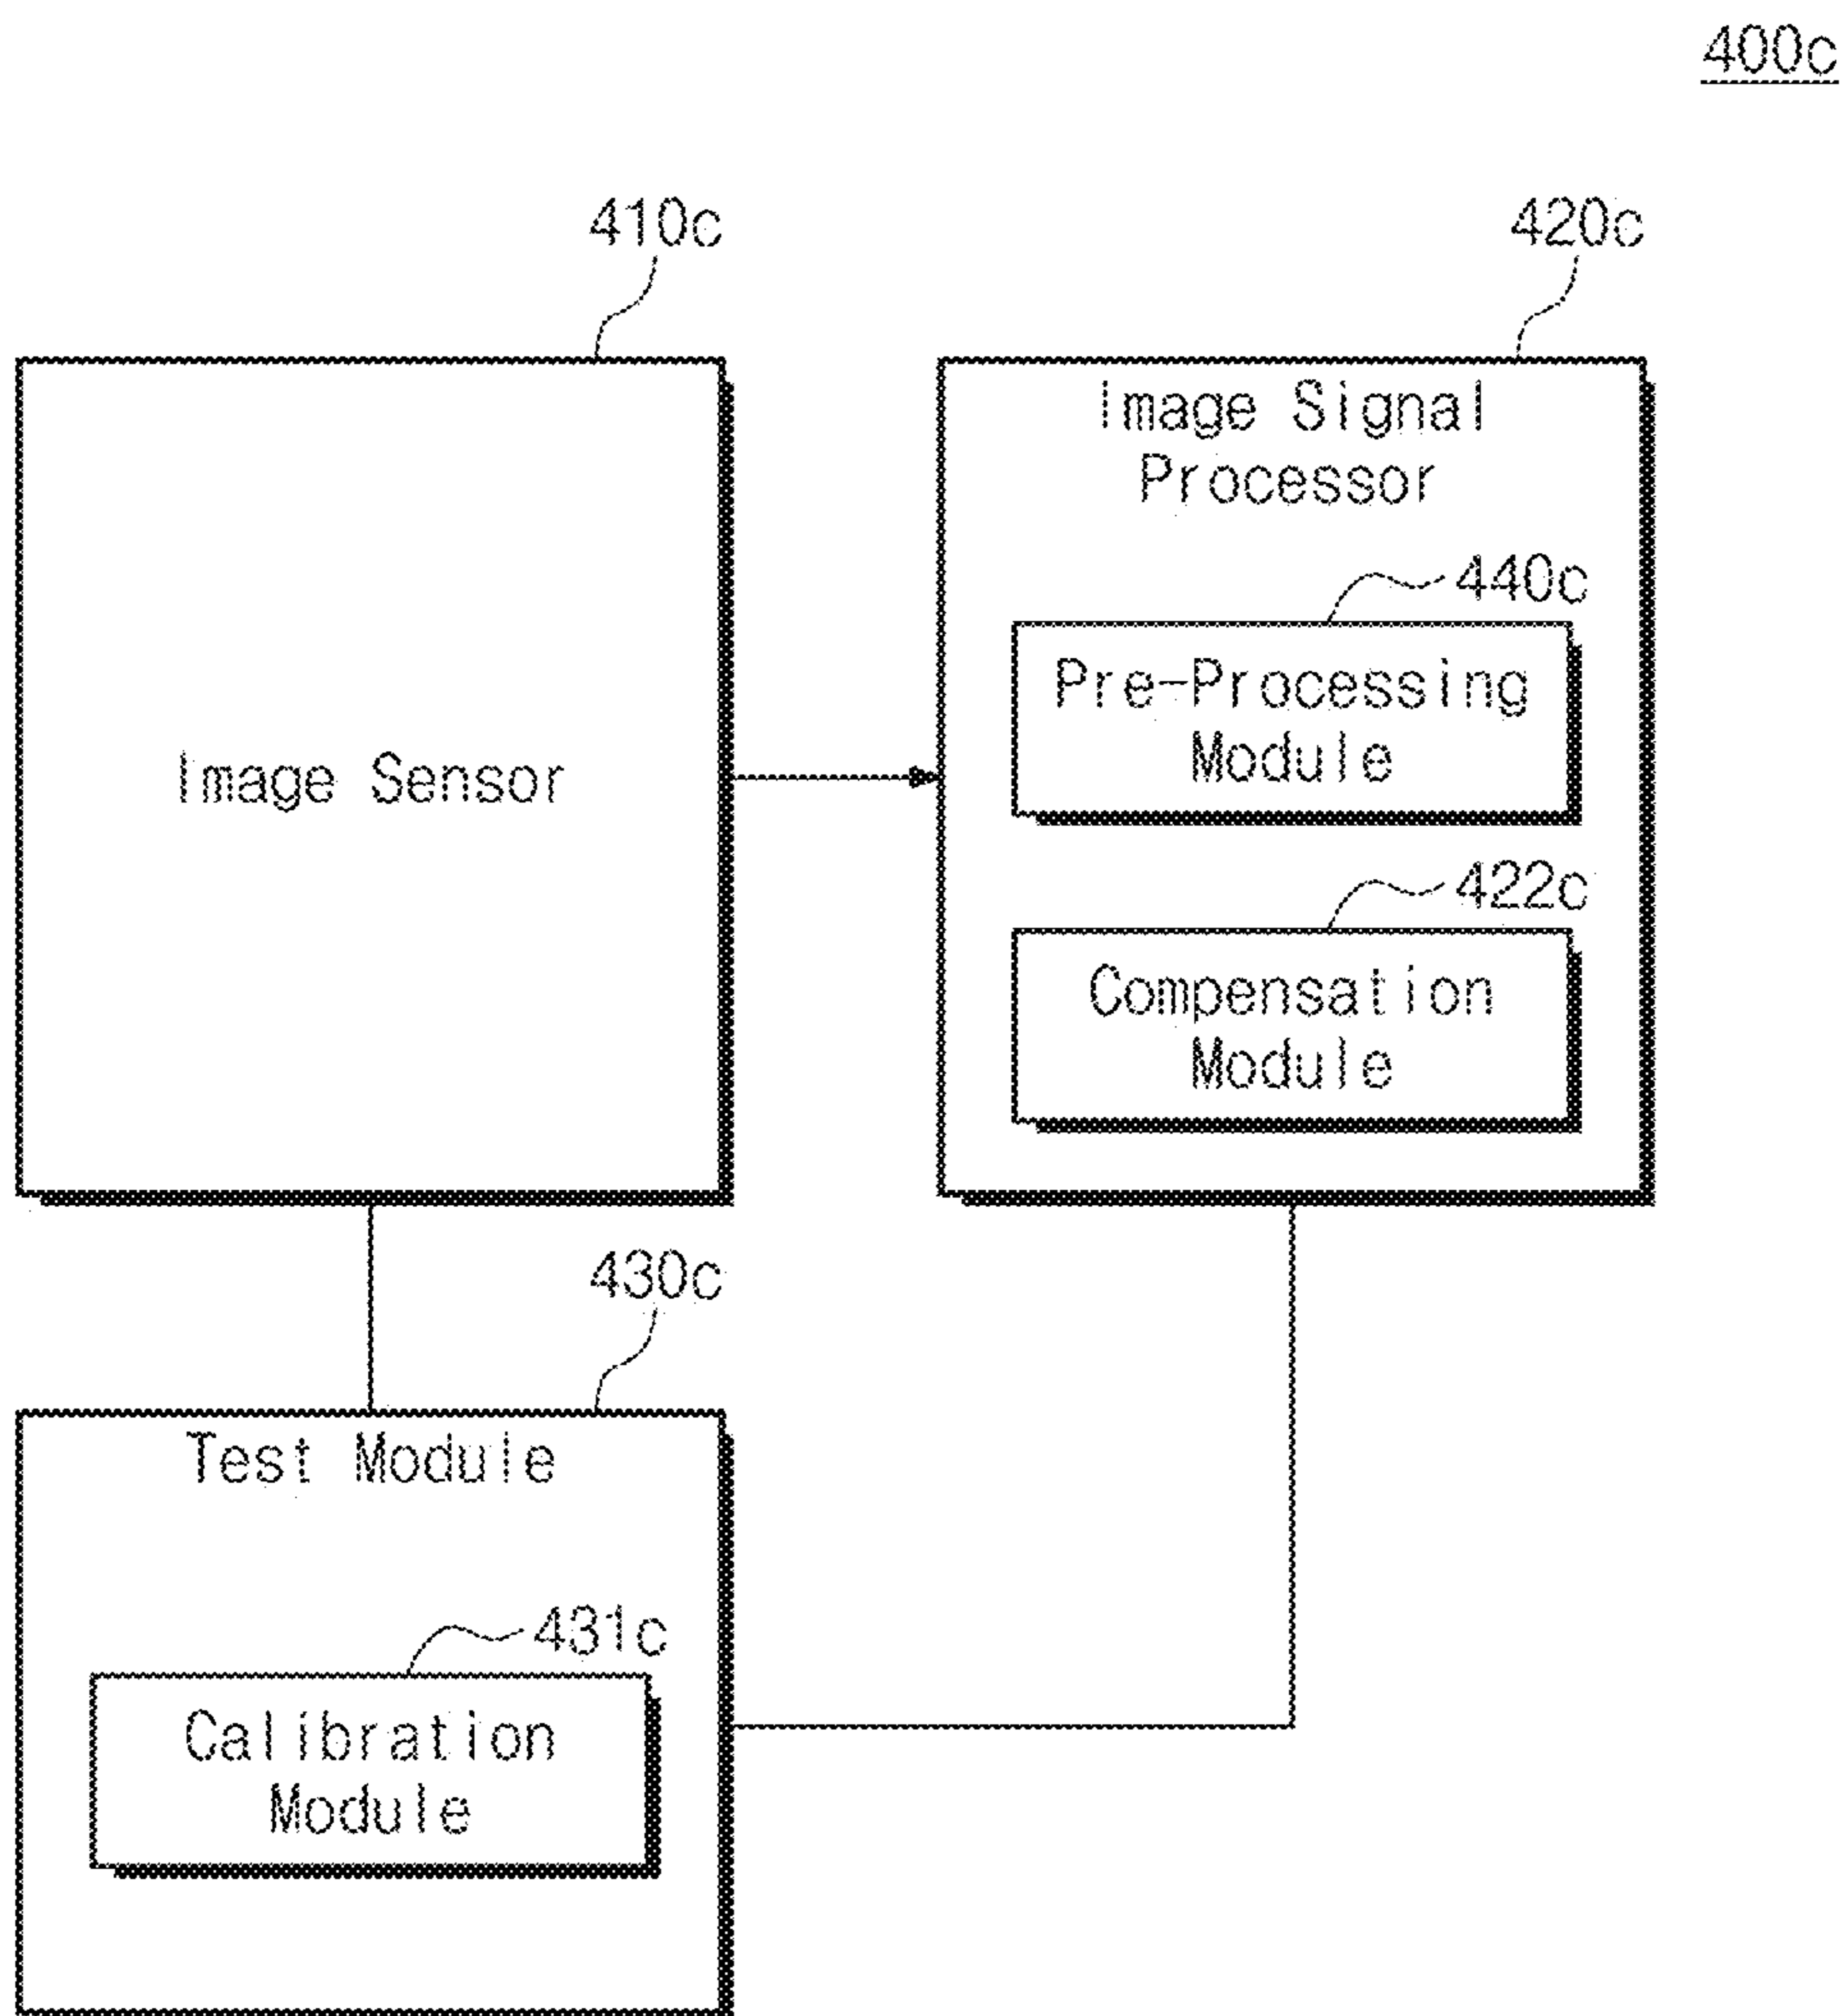 400c
410c
420c
Image Sensor
Image Signal
Processor
440c
Pre-Processing
Module
422c
Compensation
Module
430c
Test Module
431c
Calibration
Module